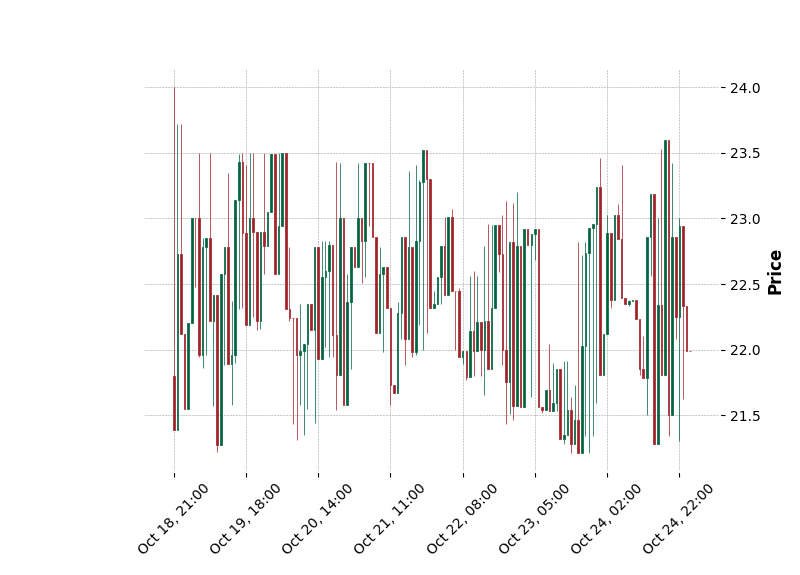 24.0
23.5
23.0
22.5
22.0
21.5
Price
Oct 18, 21:00
Oct 19, 18:00
Oct 20, 14:00
Oct 21, 11:00
Oct 22, 08:00
Oct 23, 05:00
Oct 24, 02:00
Oct 24, 22:00